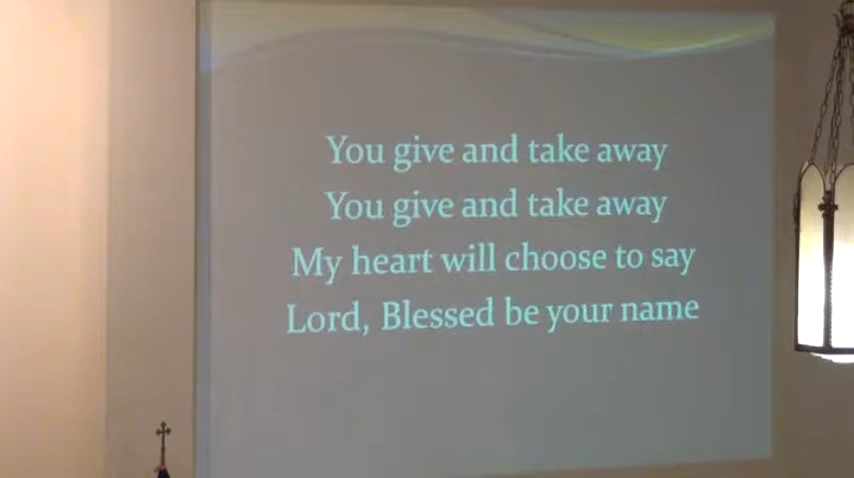 You give and take away
You give and take away
My heart will choose to say
Lord, Blessed be your name